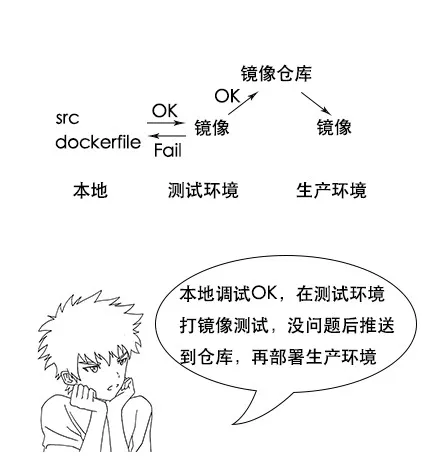 镜像仓库
OK
OK
src
dockerfile
镜像
镜像
Fail
本地 测试环境 生产环境
本地调试OK，在测试环境
打镜像测试，没问题后推送
到仓库，再部署生产环境